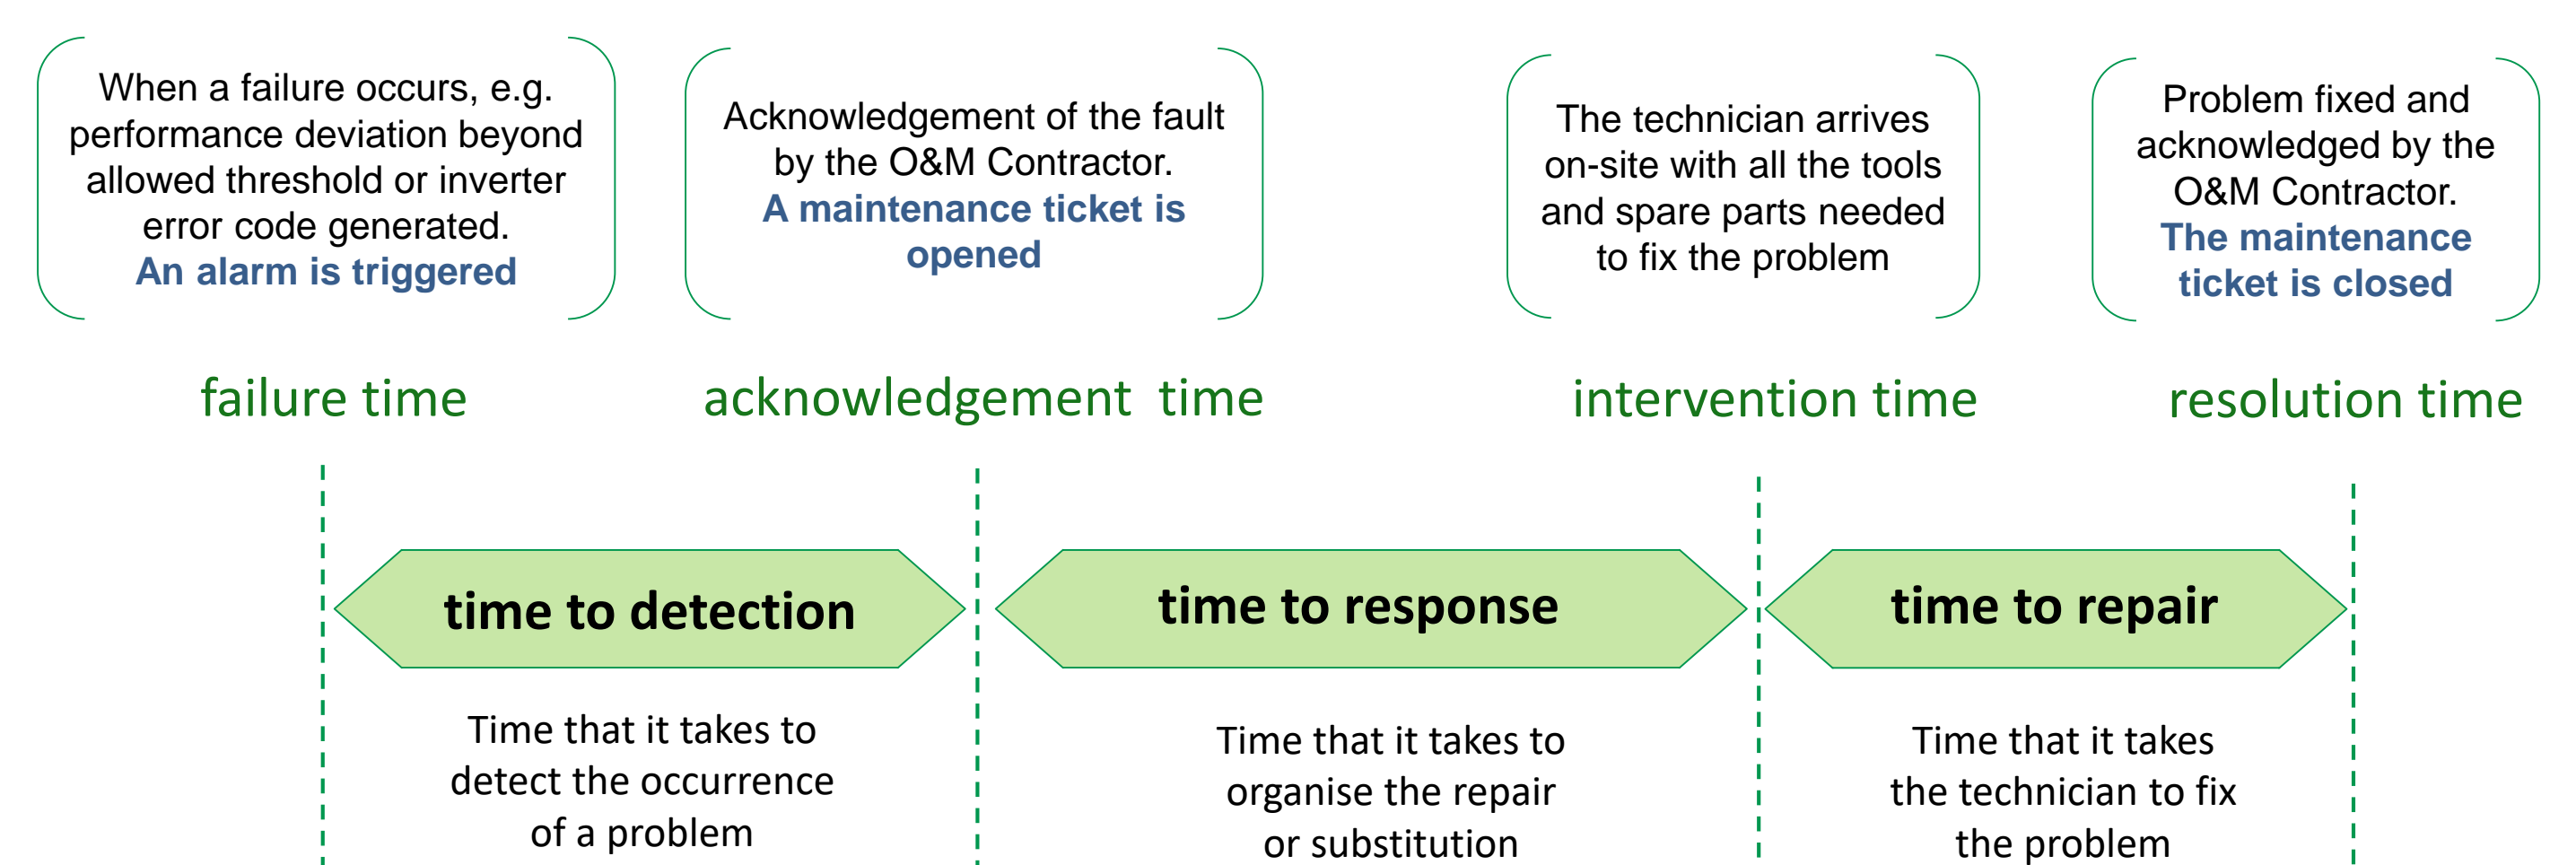 When a failure occurs, e.g.
performance deviation beyond
allowed threshold or inverter
error code generated.
An alarm is triggered
Acknowledgement of the fault
by the O&M Contractor.
A maintenance ticket is
opened
The technician arrives
on-site with all the tools
and spare parts needed
to fix the problem
Problem fixed and
acknowledged by the
O&M Contractor.
The maintenance
ticket is closed
failure time
acknowledgement time
intervention time
resolution time
time to detection
time to response
time to repair
Time that it takes to
detect the occurrence
of a problem
Time that it takes to
organise the repair
or substitution
Time that it takes
the technician to fix
the problem